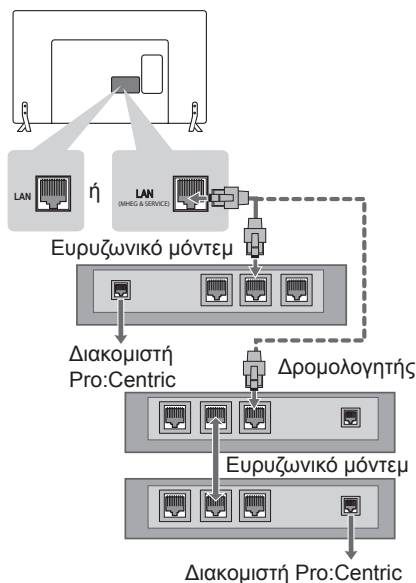 LAN
ή
LAN
(MHEG & SERVICE)
Ευρυζωνικό μόντεμ
Διακομιστή
Pro:Centric
Δρομολογητής
Ευρυζωνικό μόντεμ
Διακομιστή Pro:Centric